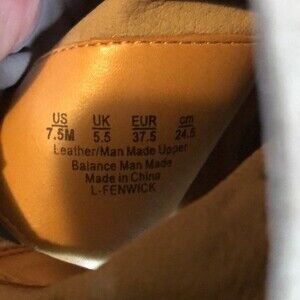 US UK EUR cm
7.5M 5.5 37.5 24.5
Leather/Man Made Upper
Balance Man Made
Made in China
L-FENWICK